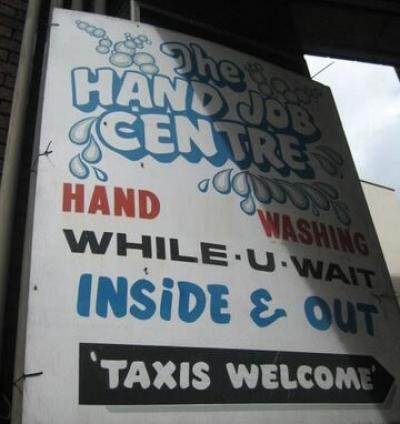 The
HAND JOB
CENTRE
HAND WASHING
WHILE·U·WAIT
INSiDE & OUT
'TAXIS WELCOME'